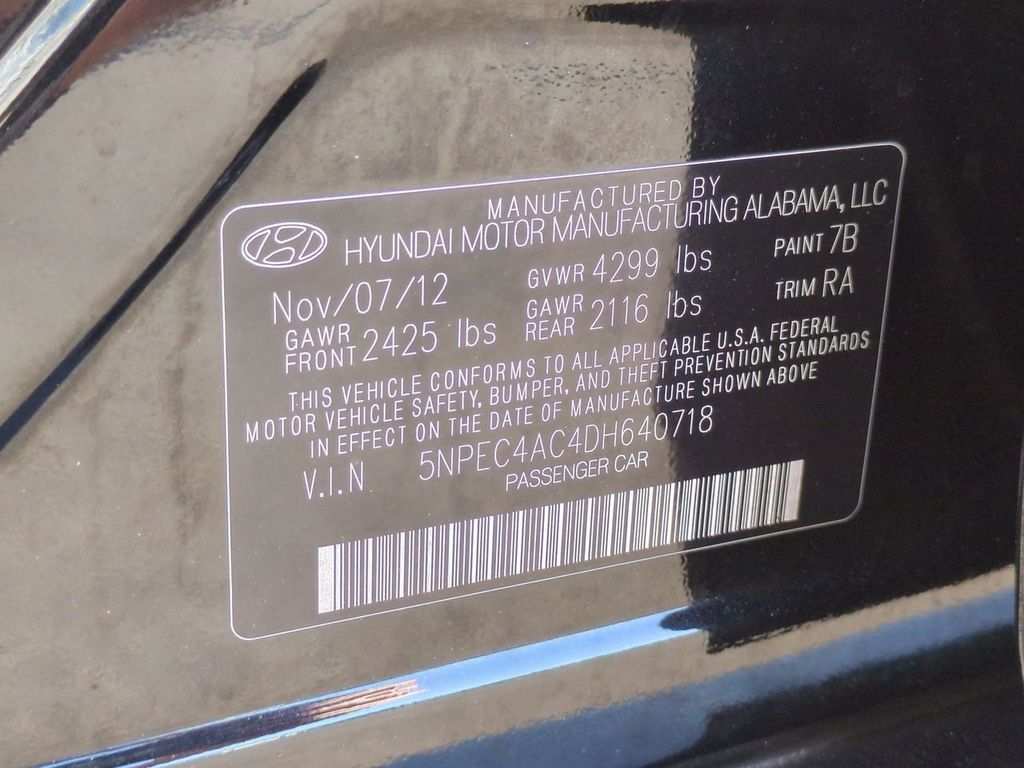 MANUFACTURED BY
HYUNDAI MOTOR MANUFACTURING ALABAMA, LLC
Nov/07/12 GVWR 4299 lbs PAINT 7B
GAWR FRONT 2425 lbs GAWR REAR 2116 lbs TRIM RA
THIS VEHICLE CONFORMS TO ALL APPLICABLE U.S.A. FEDERAL
MOTOR VEHICLE SAFETY, BUMPER, AND THEFT PREVENTION STANDARDS
IN EFFECT ON THE DATE OF MANUFACTURE SHOWN ABOVE
V.I.N 5NPEC4AC4DH640718
PASSENGER CAR